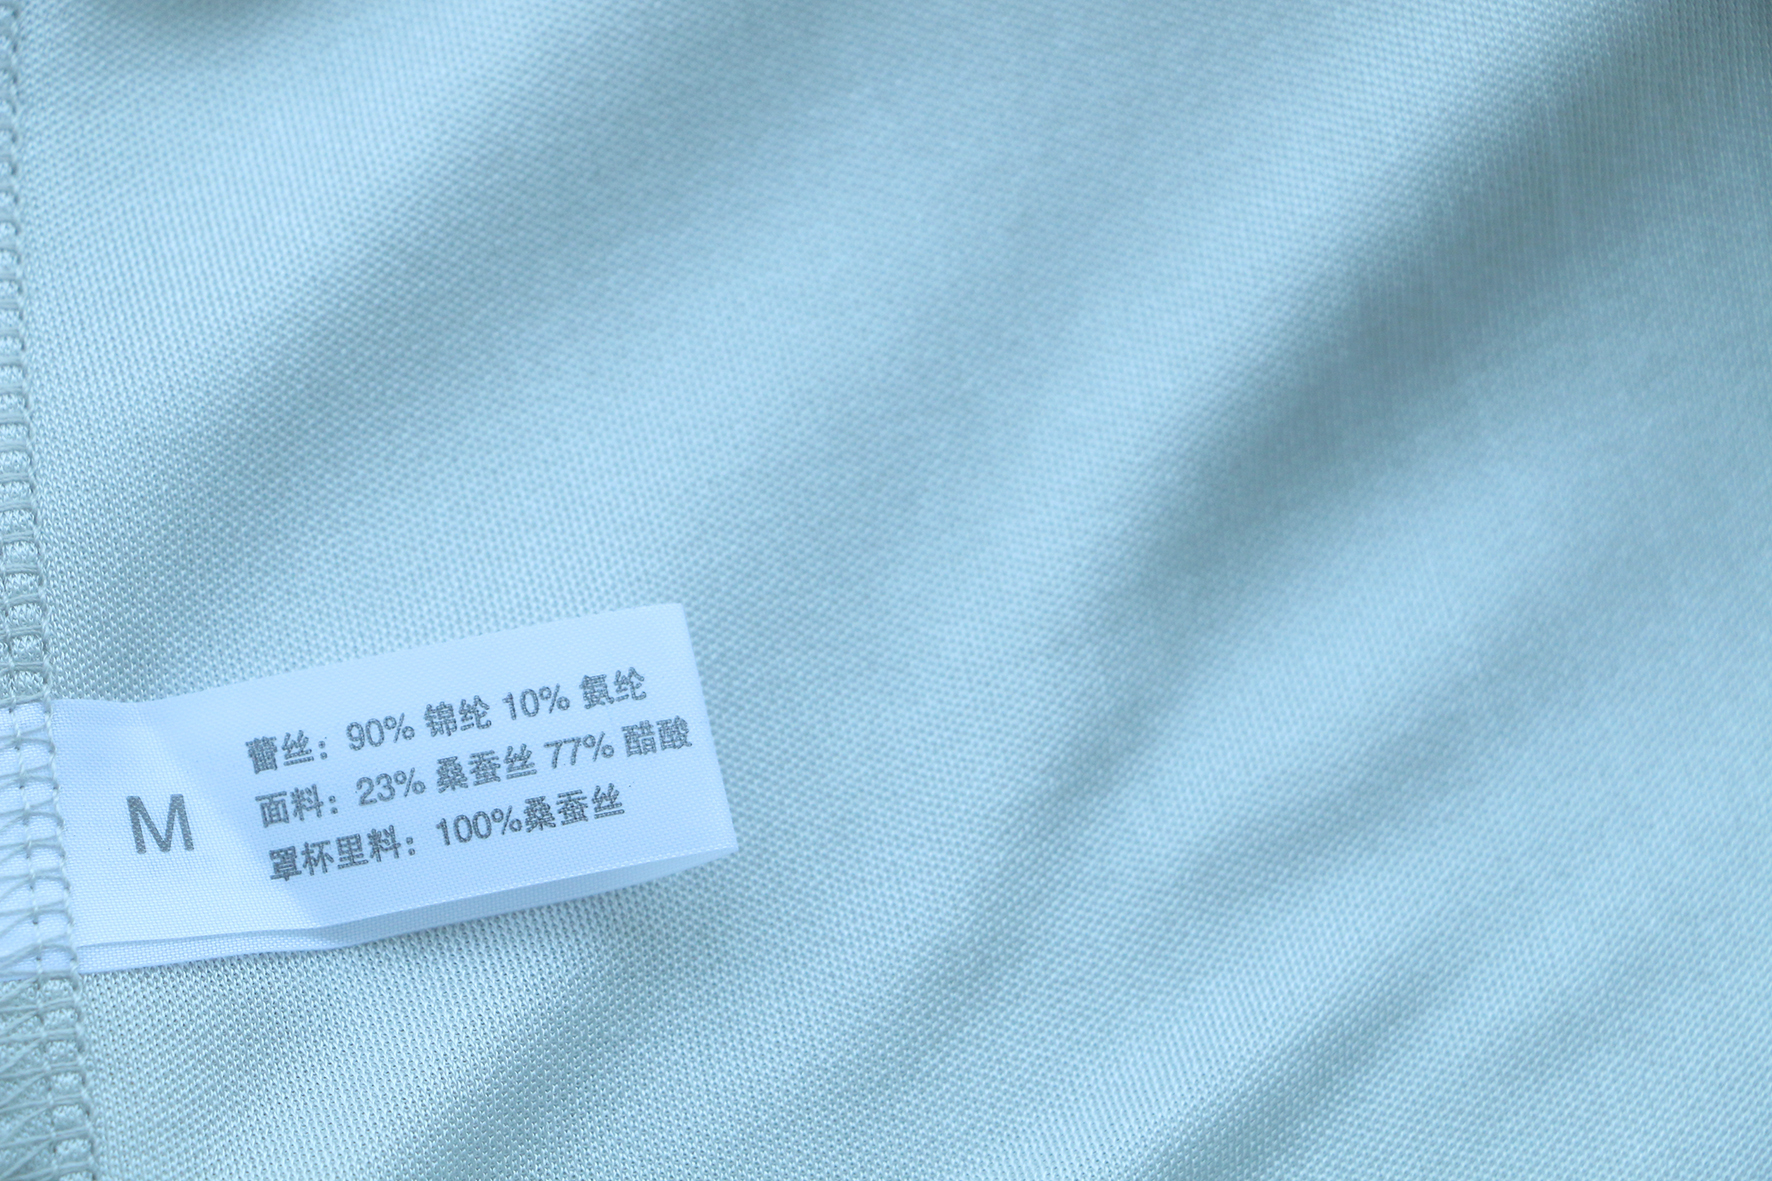 M
蕾丝：90% 锦纶 10% 氨纶
面料：23% 桑蚕丝 77% 醋酸
罩杯里料：100%桑蚕丝